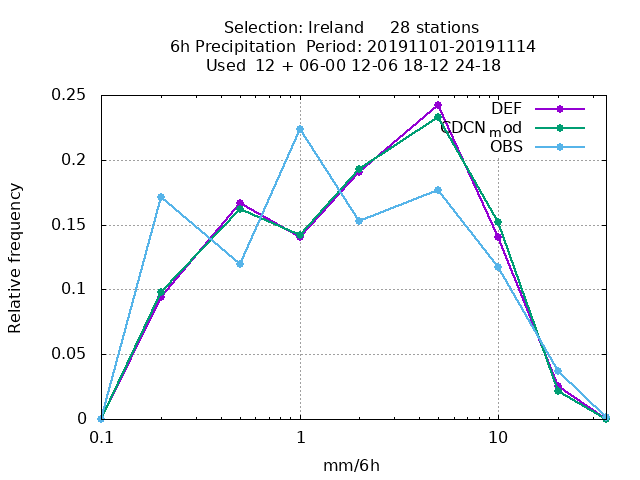 Selection: Ireland 28 stations
6h Precipitation Period: 20191101-20191114
Used 12 + 06-00 12-06 18-12 24-18
0.25
DEF
CDCN mod
0.2
OBS
0.15
0.1
0.05
0
Relative frequency
0.1 1 10
mm/6h